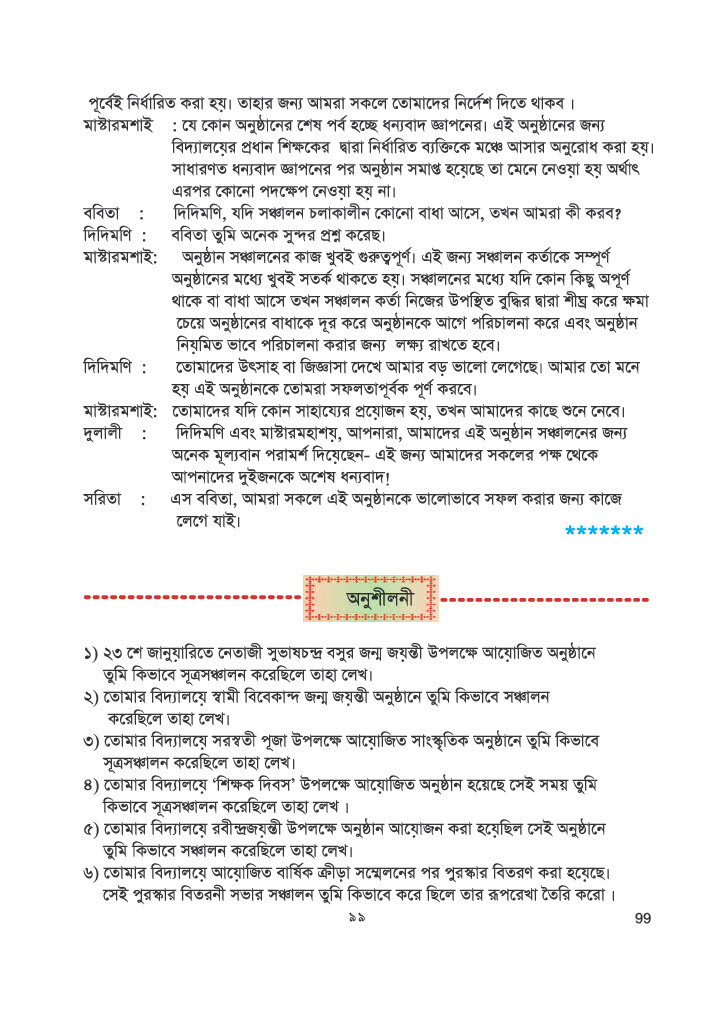 পূর্বেই নির্ধারিত করা হয়। তাহার জন্য আমরা সকলে তোমাদের নির্দেশ দিতে থাকব ।
মাস্টারমশাই : যে কোন অনুষ্ঠানের শেষ পর্ব হচ্ছে ধন্যবাদ জ্ঞাপনের। এই অনুষ্ঠানের জন্য
বিদ্যালয়ের প্রধান শিক্ষকের দ্বারা নির্ধারিত ব্যক্তিকে মঞ্চে আসার অনুরোধ করা হয়।
সাধারণত ধন্যবাদ জ্ঞাপনের পর অনুষ্ঠান সমাপ্ত হয়েছে তা মেনে নেওয়া হয় অর্থাৎ
এরপর কোনো পদক্ষেপ নেওয়া হয় না।
ববিতা : দিদিমণি, যদি সঞ্চালন চলাকালীন কোনো বাধা আসে, তখন আমরা কী করব?
দিদিমণি : ববিতা তুমি অনেক সুন্দর প্রশ্ন করেছ।
মাস্টারমশাই: অনুষ্ঠান সঞ্চালনের কাজ খুবই গুরুত্বপূর্ণ। এই জন্য সঞ্চালন কর্তাকে সম্পূর্ণ
অনুষ্ঠানের মধ্যে খুবই সতর্ক থাকতে হয়। সঞ্চালনের মধ্যে যদি কোন কিছু অপূর্ণ
থাকে বা বাধা আসে তখন সঞ্চালন কর্তা নিজের উপস্থিত বুদ্ধির দ্বারা শীঘ্র করে ক্ষমা
চেয়ে অনুষ্ঠানের বাধাকে দূর করে অনুষ্ঠানকে আগে পরিচালনা করে এবং অনুষ্ঠান
নিয়মিত ভাবে পরিচালনা করার জন্য লক্ষ্য রাখতে হবে।
দিদিমণি : তোমাদের উৎসাহ বা জিজ্ঞাসা দেখে আমার বড় ভালো লেগেছে। আমার তো মনে
হয় এই অনুষ্ঠানকে তোমরা সফলতাপূর্বক পূর্ণ করবে।
মাস্টারমশাই: তোমাদের যদি কোন সাহায্যের প্রয়োজন হয়, তখন আমাদের কাছে শুনে নেবে।
দুলালী : দিদিমণি এবং মাস্টারমহাশয়, আপনারা, আমাদের এই অনুষ্ঠান সঞ্চালনের জন্য
অনেক মূল্যবান পরামর্শ দিয়েছেন- এই জন্য আমাদের সকলের পক্ষ থেকে
আপনাদের দুইজনকে অশেষ ধন্যবাদ!
সরিতা : এস ববিতা, আমরা সকলে এই অনুষ্ঠানকে ভালোভাবে সফল করার জন্য কাজে
লেগে যাই।
*******
অনুশীলনী
১) ২৩ শে জানুয়ারিতে নেতাজী সুভাষচন্দ্র বসুর জন্ম জয়ন্তী উপলক্ষে আয়োজিত অনুষ্ঠানে
তুমি কিভাবে সূত্রসঞ্চালন করেছিলে তাহা লেখ।
২) তোমার বিদ্যালয়ে স্বামী বিবেকান্দ জন্ম জয়ন্তী অনুষ্ঠানে তুমি কিভাবে সঞ্চালন
করেছিলে তাহা লেখ।
৩) তোমার বিদ্যালয়ে সরস্বতী পূজা উপলক্ষে আয়োজিত সাংস্কৃতিক অনুষ্ঠানে তুমি কিভাবে
সূত্রসঞ্চালন করেছিলে তাহা লেখ।
৪) তোমার বিদ্যালয়ে ‘শিক্ষক দিবস’ উপলক্ষে আয়োজিত অনুষ্ঠান হয়েছে সেই সময় তুমি
কিভাবে সূত্রসঞ্চালন করেছিলে তাহা লেখ ।
৫) তোমার বিদ্যালয়ে রবীন্দ্রজয়ন্তী উপলক্ষে অনুষ্ঠান আয়োজন করা হয়েছিল সেই অনুষ্ঠানে
তুমি কিভাবে সঞ্চালন করেছিলে তাহা লেখ।
৬) তোমার বিদ্যালয়ে আয়োজিত বার্ষিক ক্রীড়া সম্মেলনের পর পুরস্কার বিতরণ করা হয়েছে।
সেই পুরস্কার বিতরনী সভার সঞ্চালন তুমি কিভাবে করে ছিলে তার রূপরেখা তৈরি করো ।
৯৯ 99